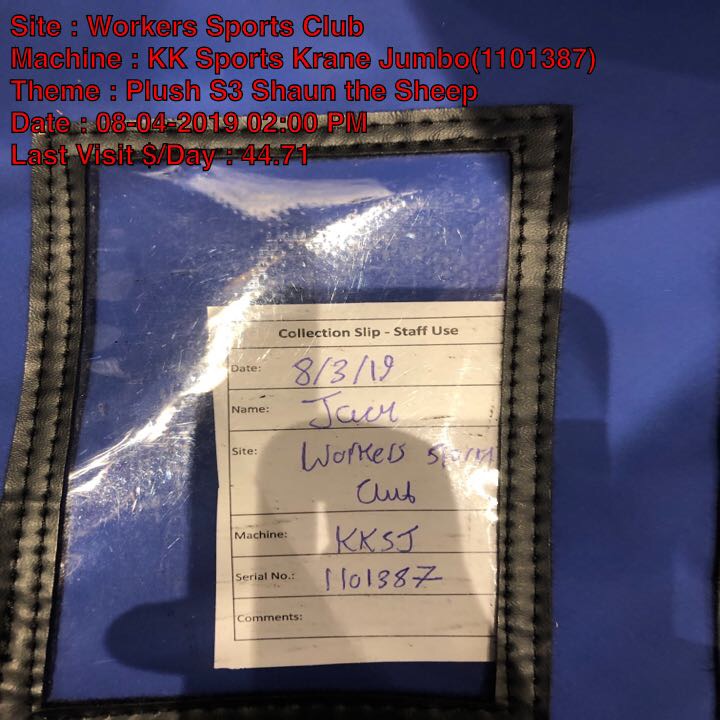 Site : Workers Sports Club
Machine : KK Sports Krane Jumbo(1101387)
Theme : Plush S3 Shaun the Sheep
Date : 08-04-2019 02:00 PM
Last Visit $/Day : 44.71
Collection Slip - Staff Use
Date: 8/3/19
Name:
Site: Workers
Club
Machine: KKSJ
Serial No.: 1101387
Comments: